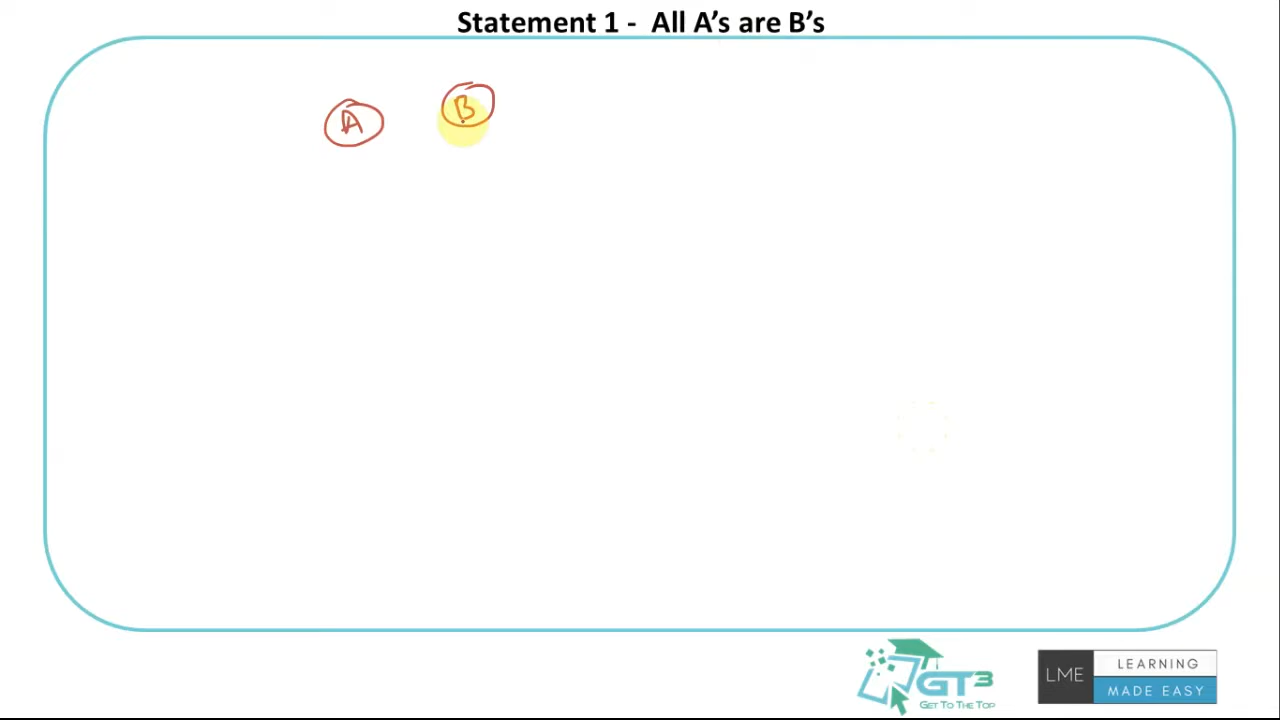 Statement 1 - All A’s are B’s
A B
GT3
GET TO THE TOP
LME LEARNING
MADE EASY